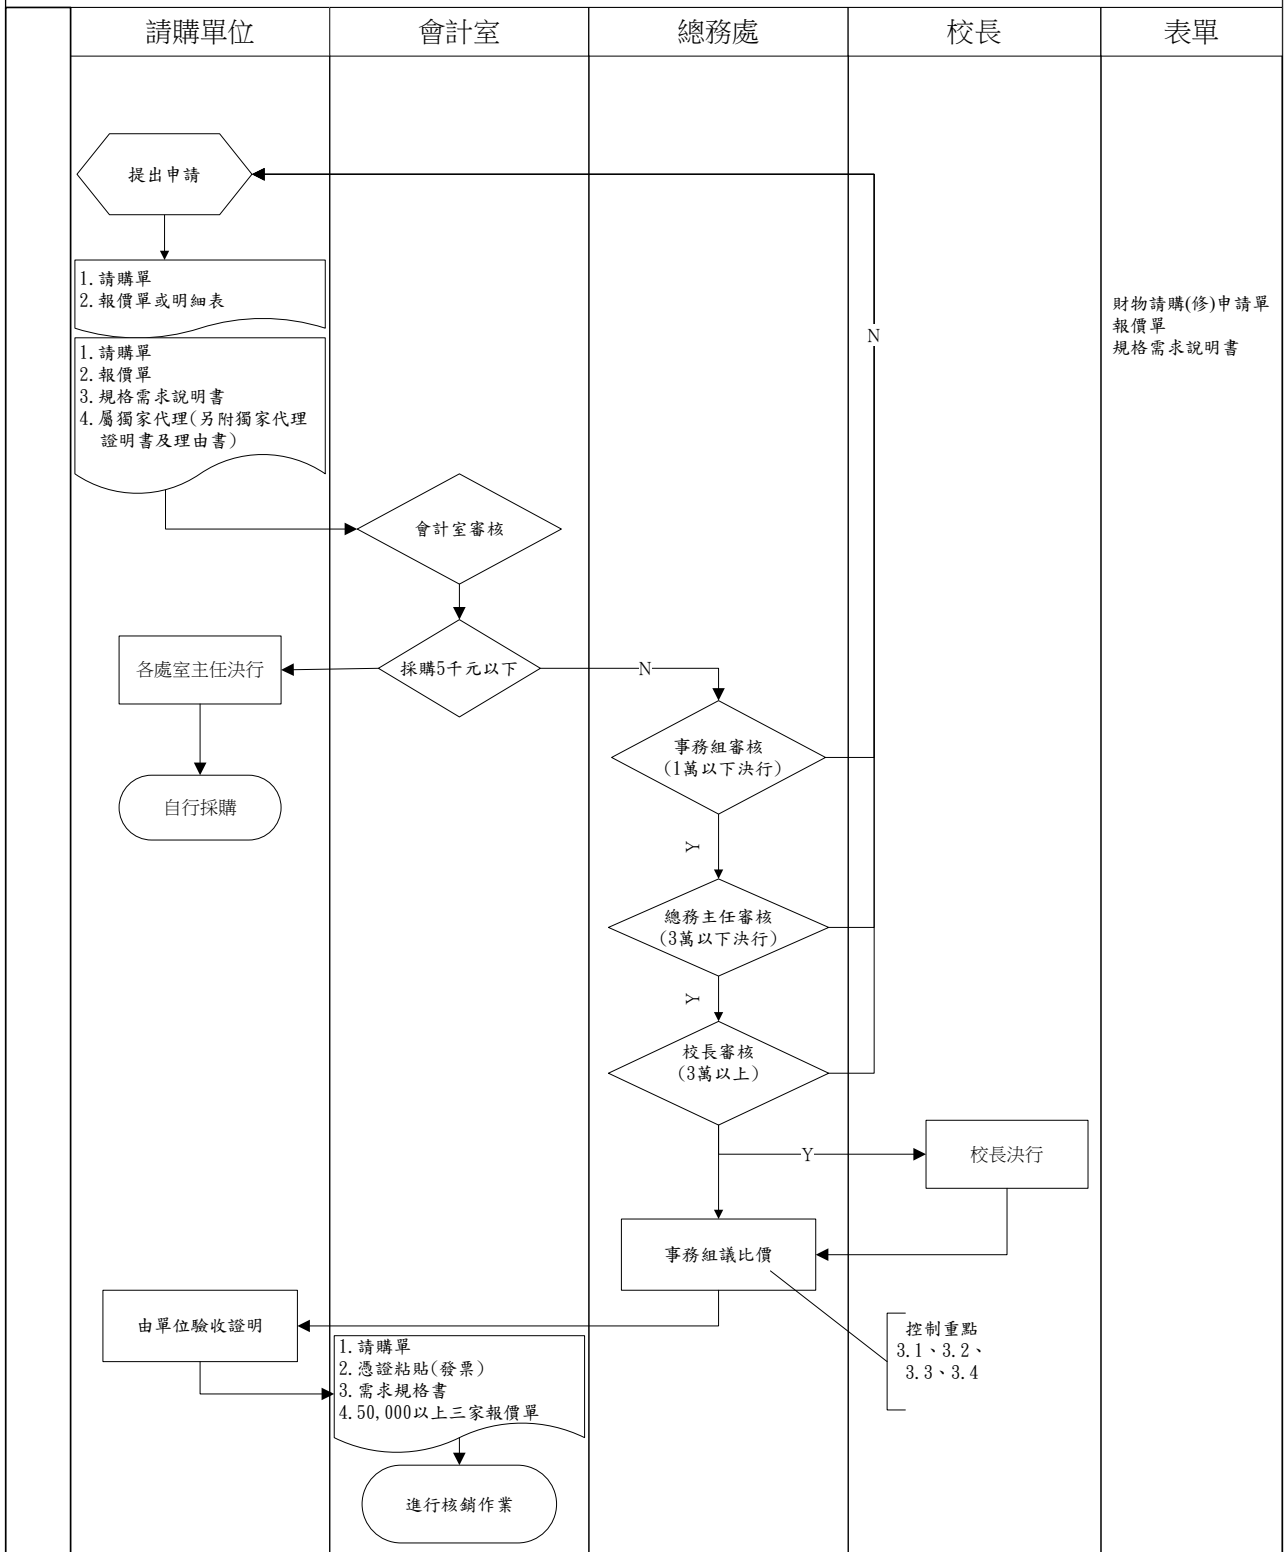 請購單位
會計室
總務處
校長
表單
提出申請
1.請購單
2.報價單或明細表
財物請購(修)申請單
報價單
規格需求說明書
N
1.請購單
2.報價單
3.規格需求說明書
4.屬獨家代理(另附獨家代理
證明書及理由書)
會計室審核
各處室主任決行
採購5千元以下
N
事務組審核
(1萬以下決行)
自行採購
Y
總務主任審核
(3萬以下決行)
Y
校長審核
(3萬以上)
Y
校長決行
事務組議比價
由單位驗收證明
控制重點
3.1、3.2、
3.3、3.4
1.請購單
2.憑證粘貼(發票)
3.需求規格書
4.50,000以上三家報價單
進行核銷作業